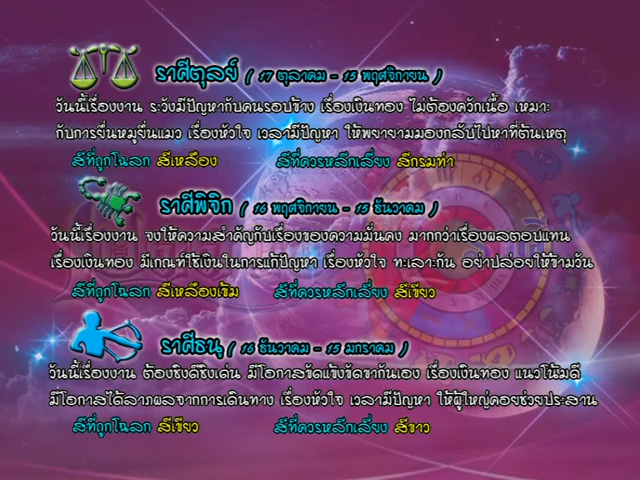 ราศีตุลย์ ( 17 ตุลาคม - 15 พฤศจิกายน )
วันนี้เรื่องงาน ระวังมีปัญหากับคนรอบข้าง เรื่องเงินทอง ไม่ต้องควักเนื้อ เหมาะ
กับการยื่นหมูยื่นแมว เรื่องหัวใจ เวลามีปัญหา ให้พยายามมองกลับไปหาที่ต้นเหตุ
สีที่ถูกโฉลก สีเหลือง สีที่ควรหลีกเลี่ยง สีกรมท่า
ราศีพิจิก ( 16 พฤศจิกายน - 15 ธันวาคม )
วันนี้เรื่องงาน จงให้ความสำคัญกับเรื่องของความมั่นคง มากกว่าเรื่องผลตอบแทน
เรื่องเงินทอง มีเกณฑ์ใช้เงินในการแก้ปัญหา เรื่องหัวใจ ทะเลาะกัน อย่าปล่อยให้ข้ามวัน
สีที่ถูกโฉลก สีเหลืองเข้ม สีที่ควรหลีกเลี่ยง สีเขียว
ราศีธนู ( 16 ธันวาคม - 15 มกราคม )
วันนี้เรื่องงาน ต้องชิงดีชิงเด่น มีโอกาสขัดแข้งขัดขากันเอง เรื่องเงินทอง แนวโน้มดี
มีโอกาสได้ลาภผลจากการเดินทาง เรื่องหัวใจ เวลามีปัญหา ให้ผู้ใหญ่คอยช่วยประสาน
สีที่ถูกโฉลก สีเขียว สีที่ควรหลีกเลี่ยง สีขาว